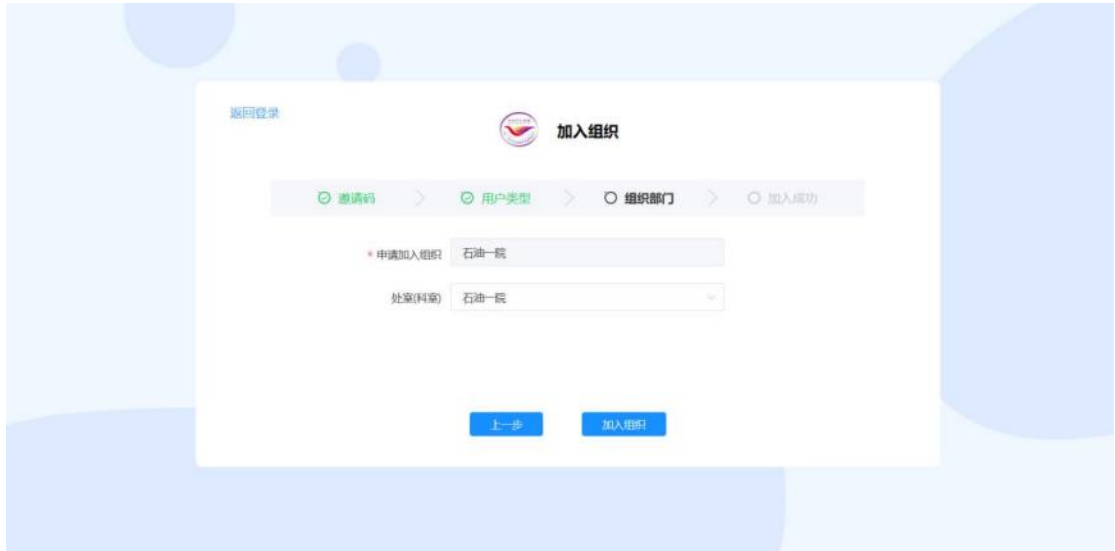 返回登录
加入组织
邀请码 用户类型 组织部门 加入成功
* 申请加入组织 石油一院
处室(科室) 石油一院
上一步 加入组织